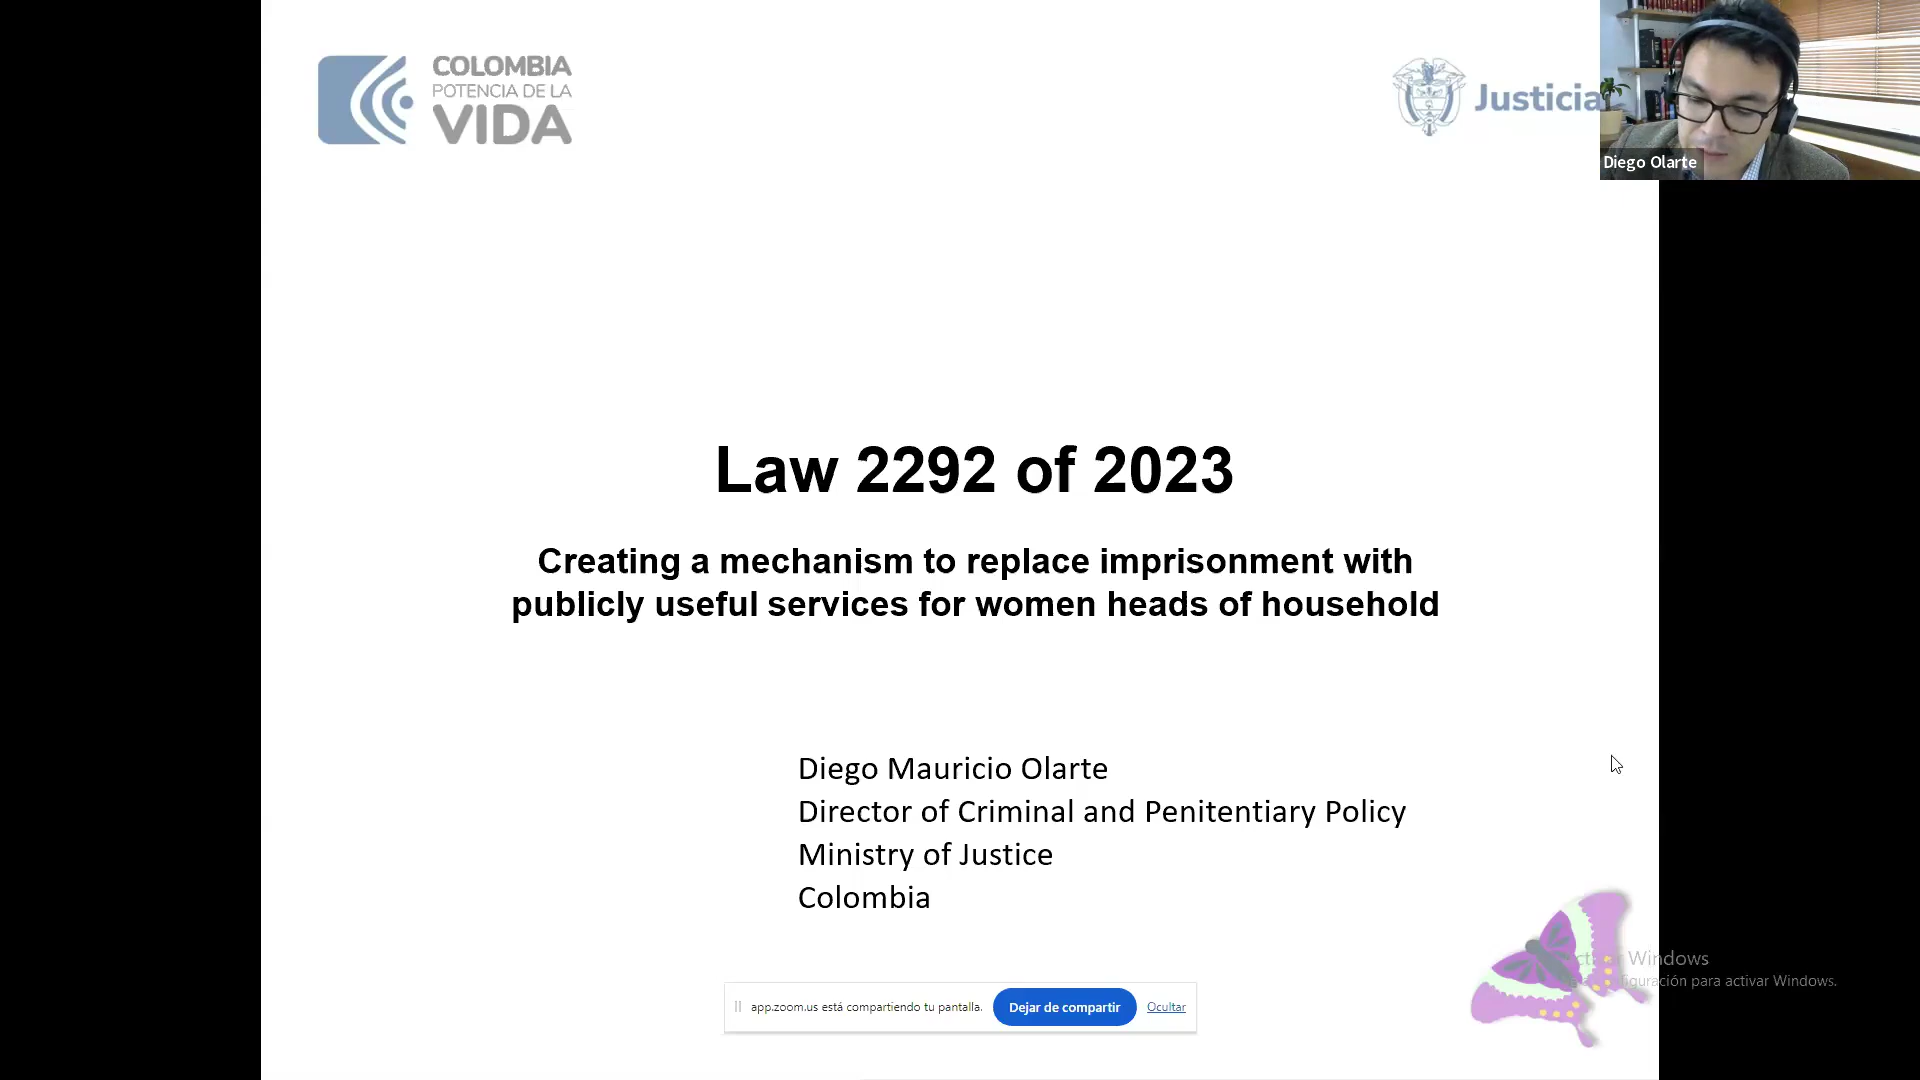 COLOMBIA
POTENCIA DE LA
VIDA
Justicia
Diego Olarte
Law 2292 of 2023
Creating a mechanism to replace imprisonment with
publicly useful services for women heads of household
Diego Mauricio Olarte
Director of Criminal and Penitentiary Policy
Ministry of Justice
Colombia
Windows
para activar Windows.
app.zoom.us está compartiendo tu pantalla.
Dejar de compartir
Ocultar